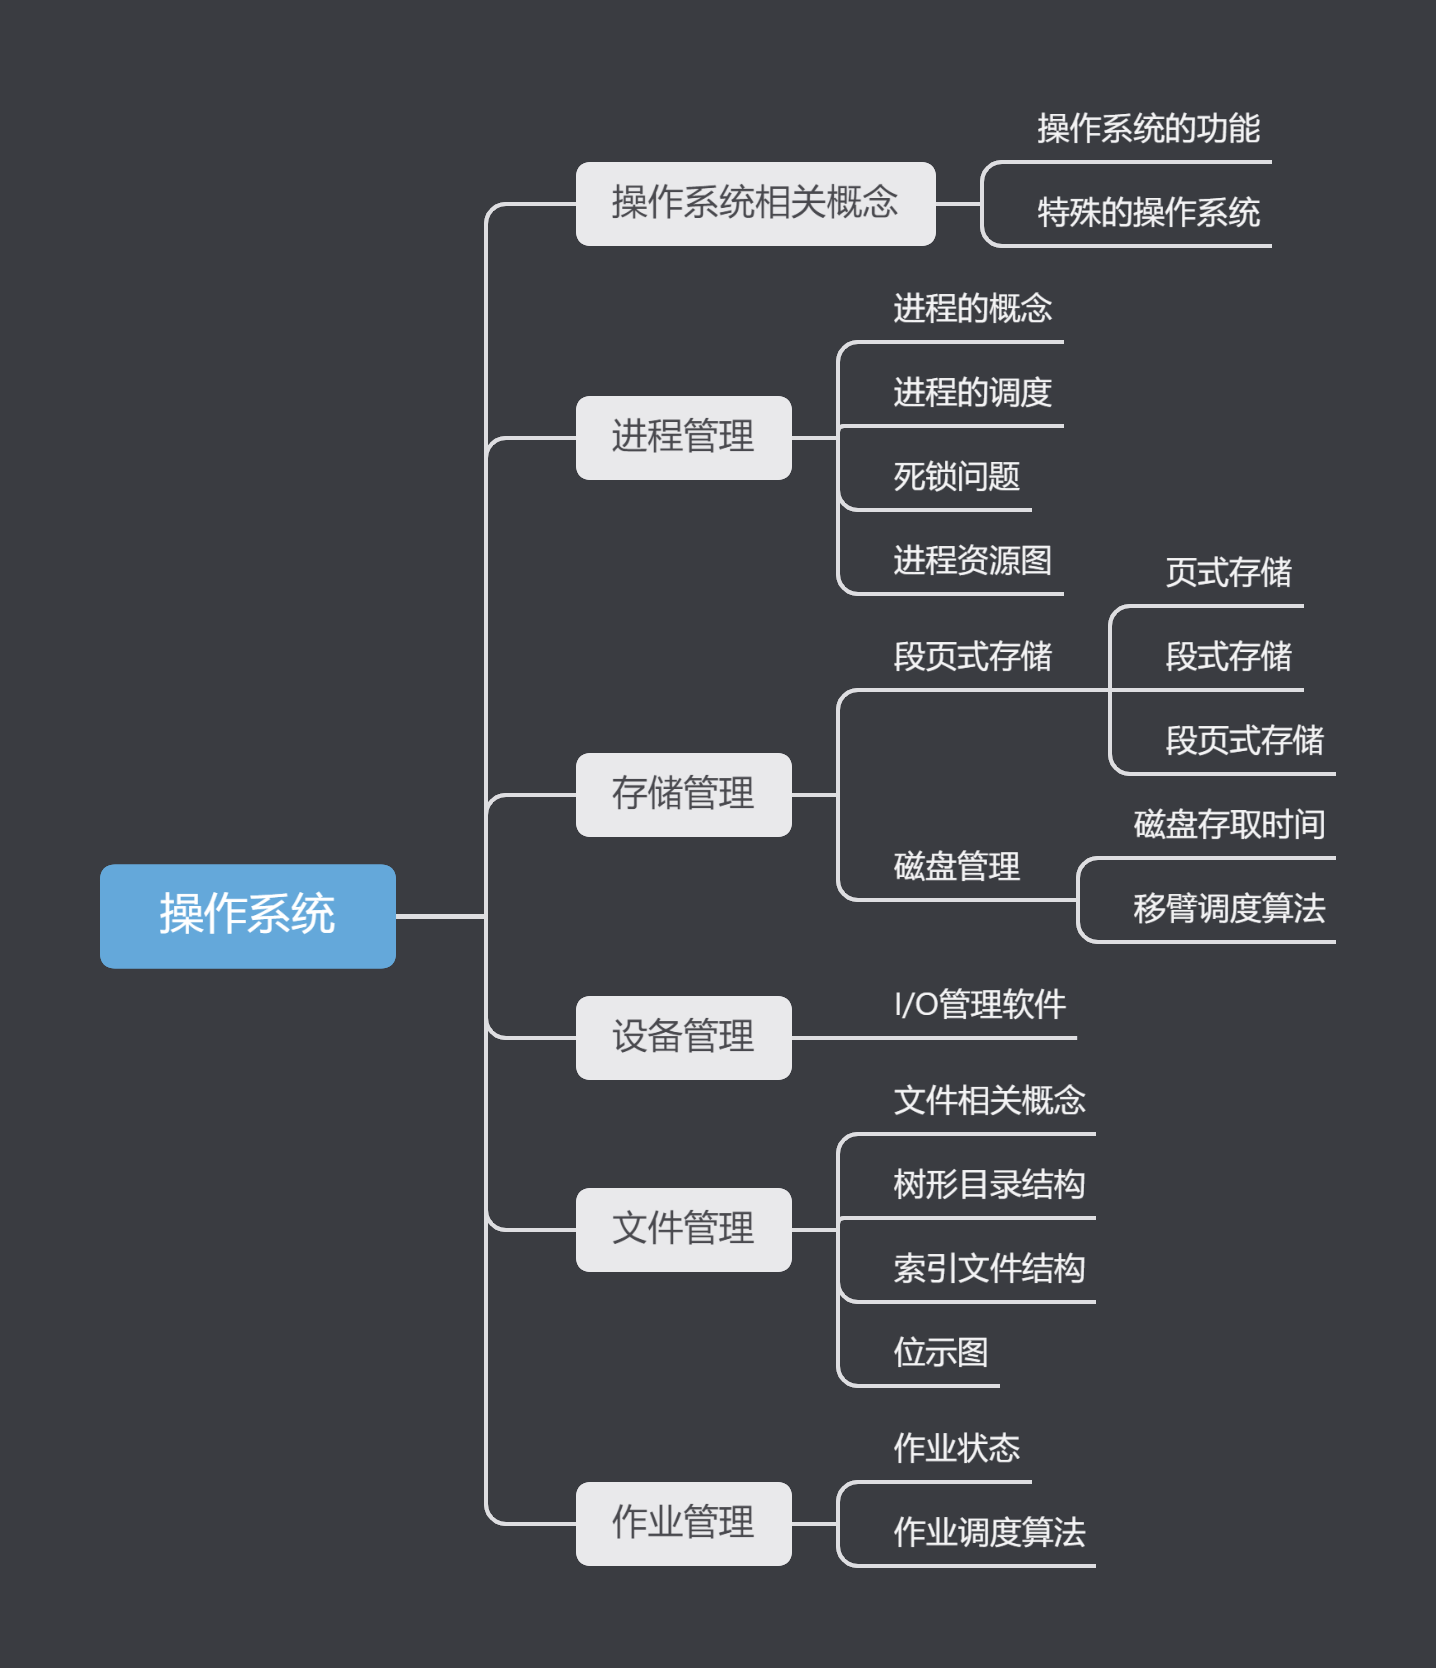 操作系统
操作系统相关概念
操作系统的功能
特殊的操作系统
进程管理
进程的概念
进程的调度
死锁问题
进程资源图
存储管理
段页式存储
页式存储
段式存储
段页式存储
磁盘管理
磁盘存取时间
移臂调度算法
设备管理
I/O管理软件
文件管理
文件相关概念
树形目录结构
索引文件结构
位示图
作业管理
作业状态
作业调度算法